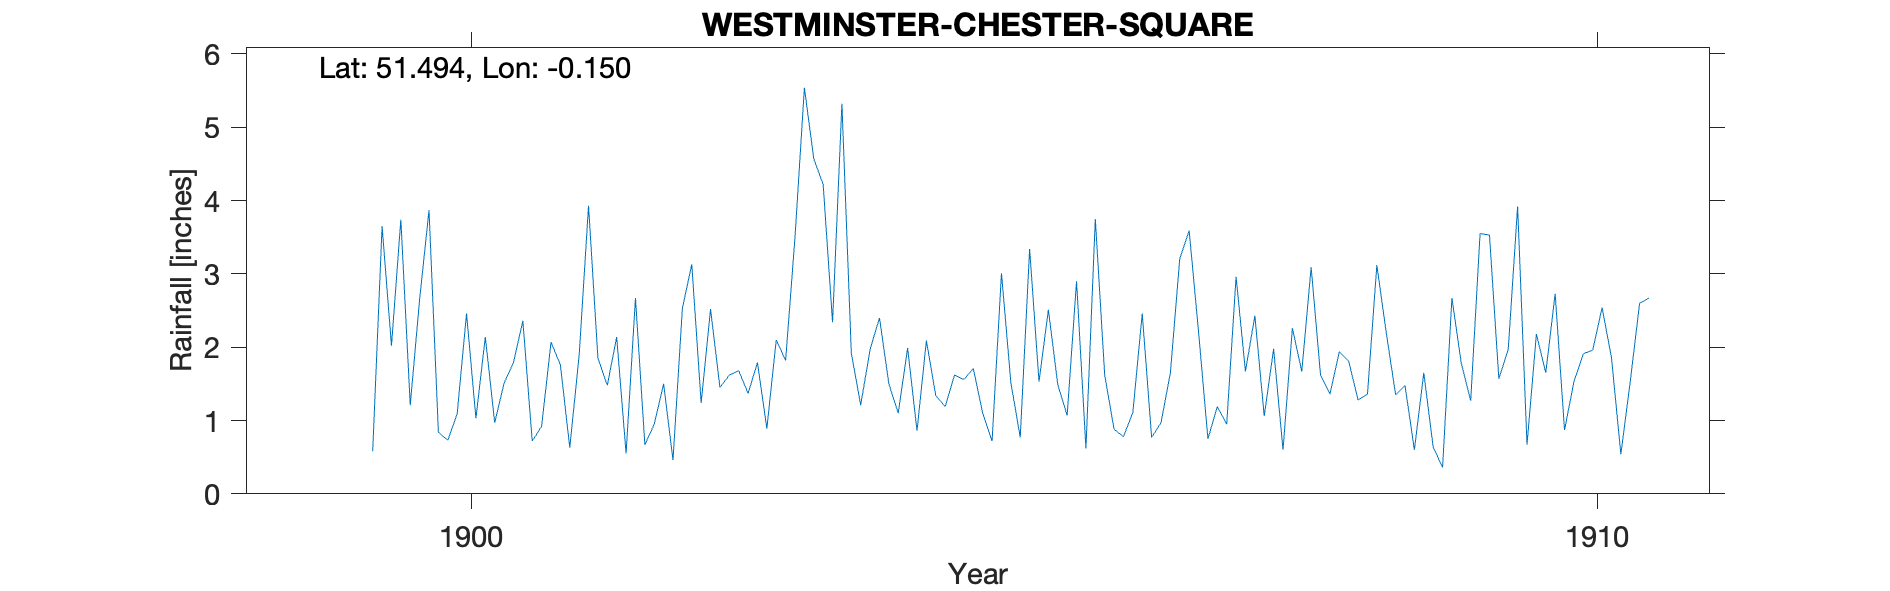 WESTMINSTER-CHESTER-SQUARE
Lat: 51.494, Lon: -0.150
6
5
4
3
2
1
0
Rainfall [inches]
1900
1910
Year